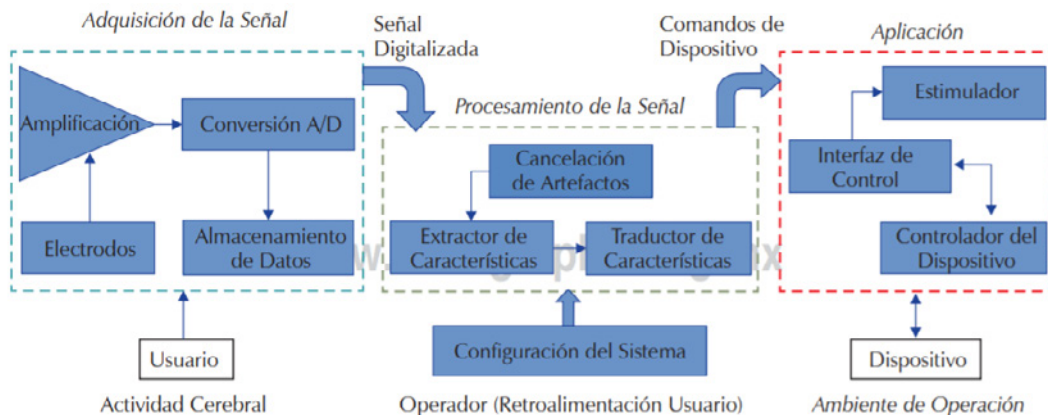 Adquisición de la Señal
Amplificación
Conversión A/D
Electrodos
Almacenamiento
de Datos
Usuario
Actividad Cerebral
Señal
Digitalizada
Procesamiento de la Señal
Cancelación
de Artefactos
Extractor de
Características
Traductor de
Características
Configuración del Sistema
Operador (Retroalimentación Usuario)
Comandos de
Dispositivo
Aplicación
Estimulador
Interfaz de
Control
Controlador del
Dispositivo
Dispositivo
Ambiente de Operación